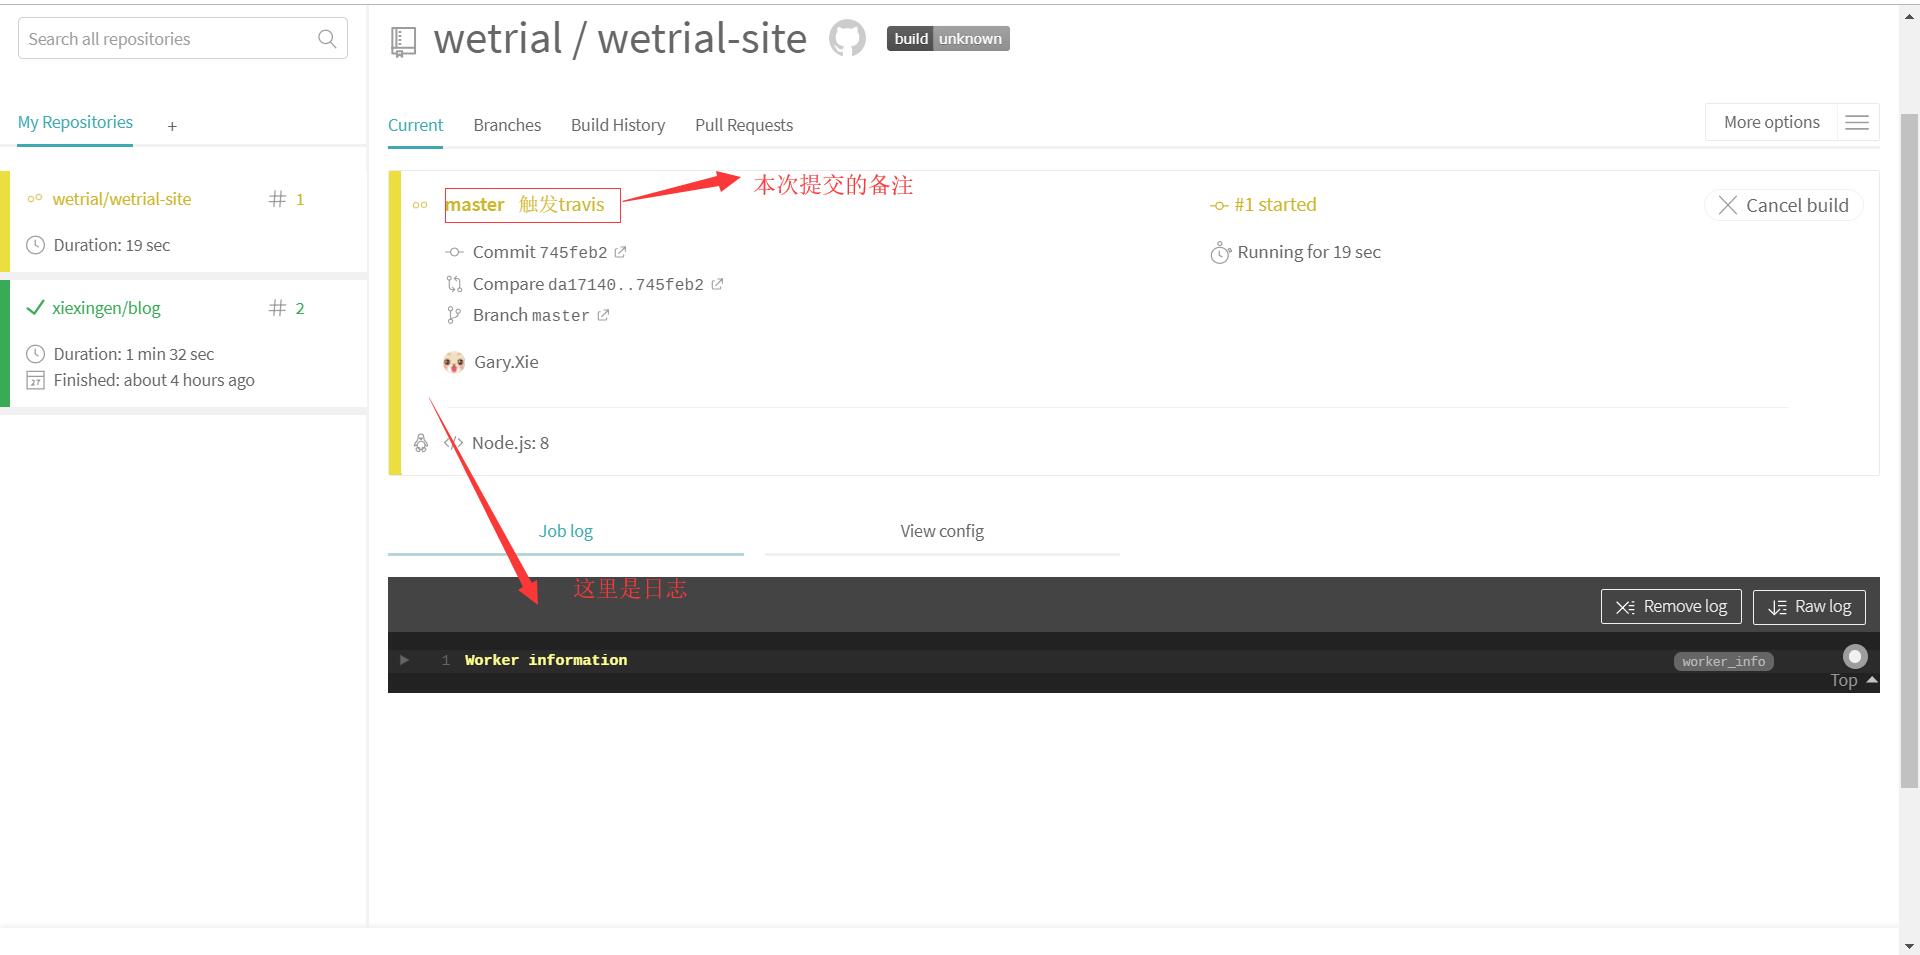 Search all repositories
My Repositories +
wetrial/wetrial-site # 1
Duration: 19 sec
xiexingen/blog # 2
Duration: 1 min 32 sec
27 Finished: about 4 hours ago
wetrial / wetrial-site build unknown
Current Branches Build History Pull Requests More options
master 触发travis 本次提交的备注 #1 started Cancel build
Commit 745feb2 Running for 19 sec
Compare da17140..745feb2
Branch master
Gary.Xie
</> Node.js: 8
Job log View config
这里是日志
Remove log Raw log
1 Worker information worker_info
Top